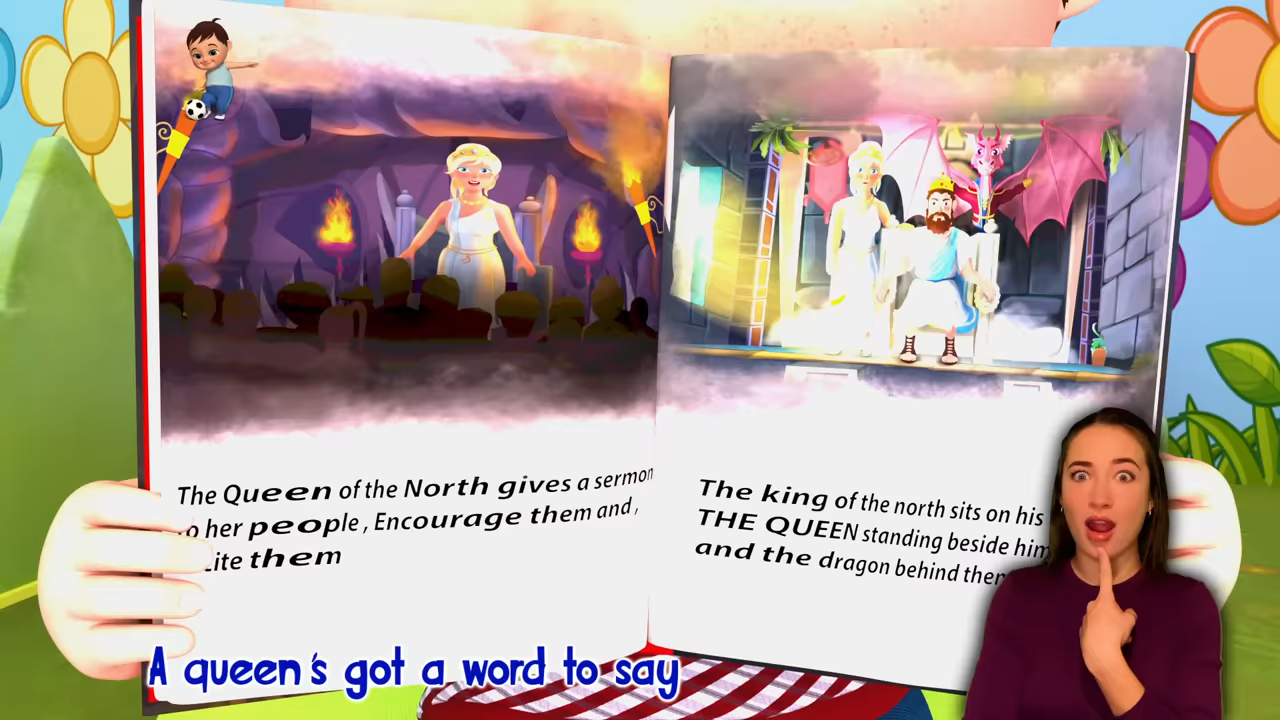 The Queen of the North gives a sermon
to her people , Encourage them and ,
them
The king of the north sits on his
THE QUEEN standing beside him
and the dragon behind them
A queen's got a word to say